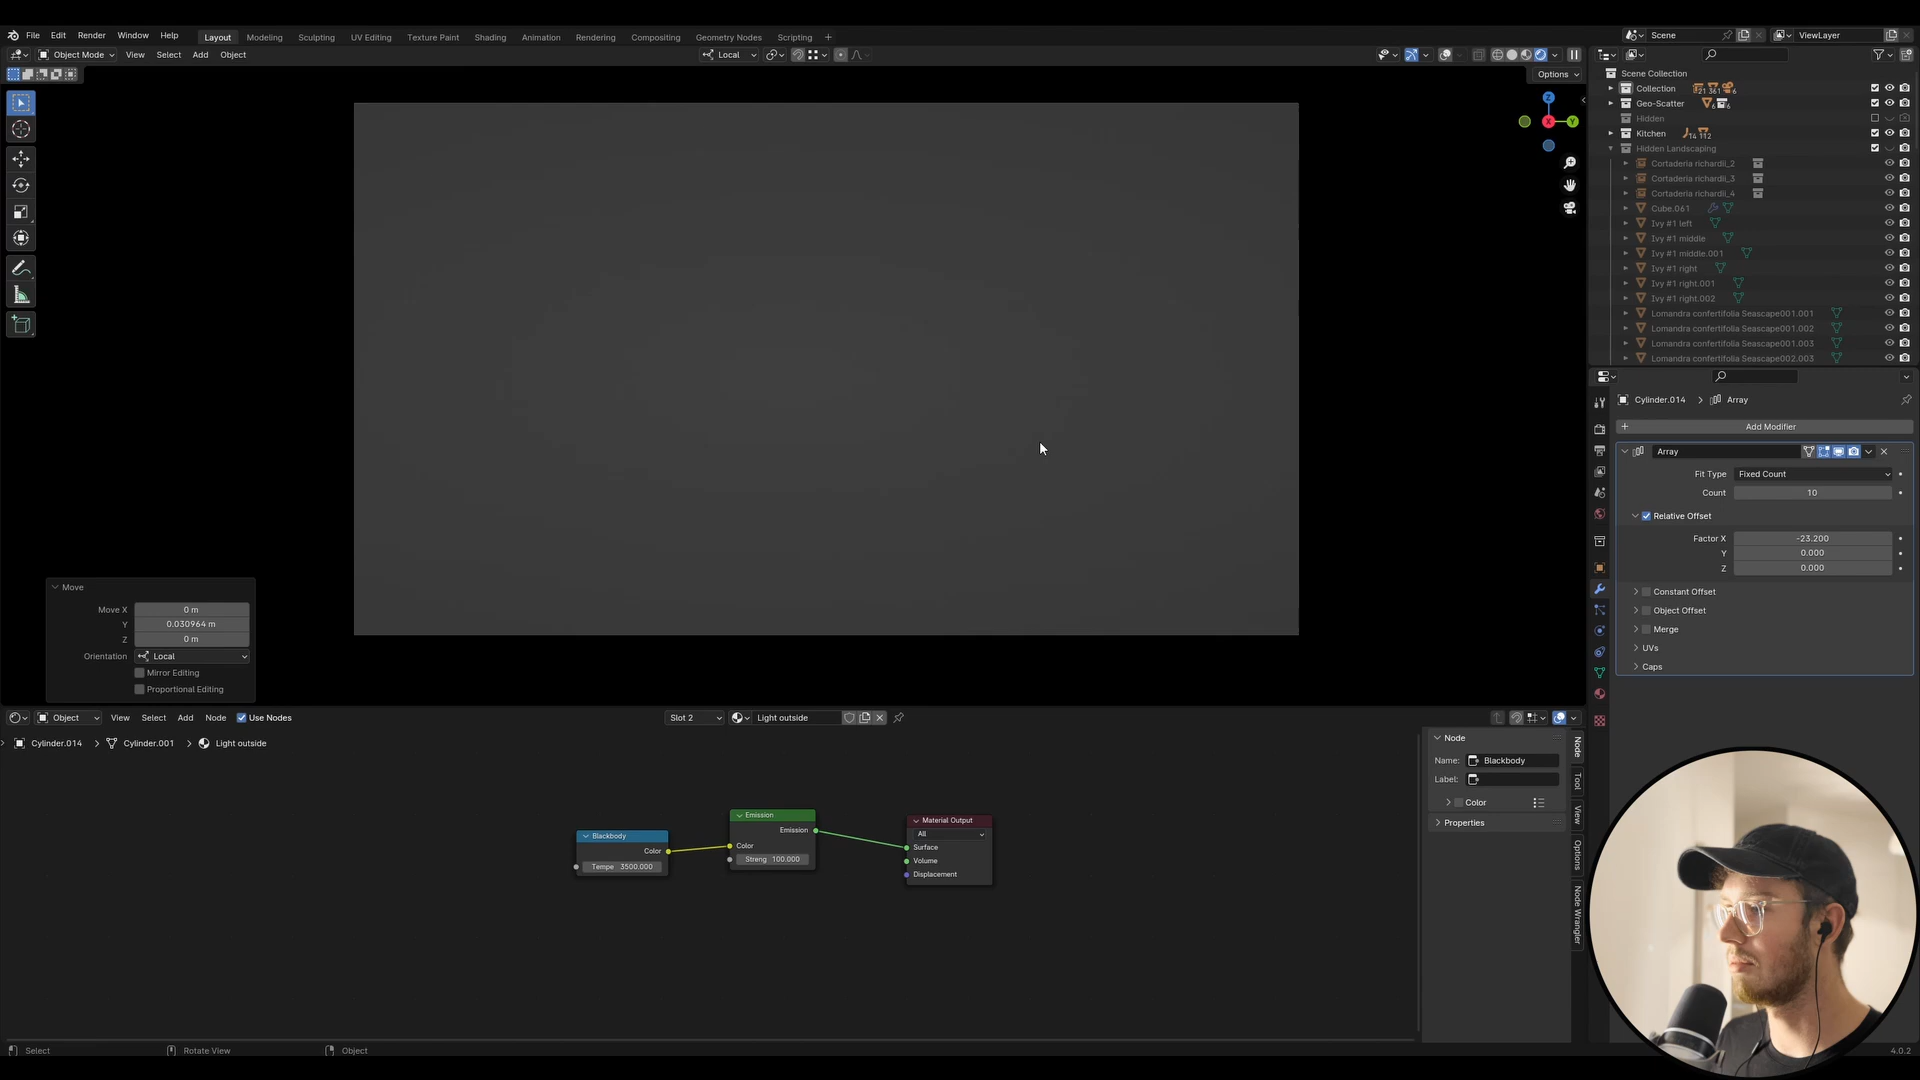 File Edit Render Window Help Layout Modeling Sculpting UV Editing Texture Paint Shading Animation Rendering Compositing Geometry Nodes Scripting + Scene ViewLayer
Object Mode View Select Add Object Local
Options
Scene Collection
Collection 21 361 6
Geo-Scatter 6 6
Hidden
Kitchen 14 112
Hidden Landscaping
Cortaderia richardii_2
Cortaderia richardii_3
Cortaderia richardii_4
Cube.061
Ivy #1 left
Ivy #1 middle
Ivy #1 middle.001
Ivy #1 right
Ivy #1 right.001
Ivy #1 right.002
Lomandra confertifolia Seascape001.001
Lomandra confertifolia Seascape001.002
Lomandra confertifolia Seascape001.003
Lomandra confertifolia Seascape002.003
Z
X Y
Cylinder.014 > Array
+ Add Modifier
Array
Fit Type Fixed Count
Count 10
Relative Offset
Factor X -23.200
Y 0.000
Z 0.000
Constant Offset
Object Offset
Merge
UVs
Caps
Move
Move X 0 m
Y 0.030964 m
Z 0 m
Orientation Local
Mirror Editing
Proportional Editing
Object View Select Add Node Use Nodes Slot 2 Light outside
Cylinder.014 > Cylinder.001 > Light outside
Blackbody
Color
Tempe 3500.000
Emission
Emission
Color
Streng 100.000
Material Output
All
Surface
Volume
Displacement
Node
Name: Blackbody
Label:
Color
Properties
Node
Tool
View
Options
Node Wrangler
Select Rotate View Object 4.0.2